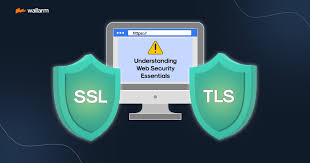 wallarm
https://
Understanding
Web Security
Essentials
SSL
TLS